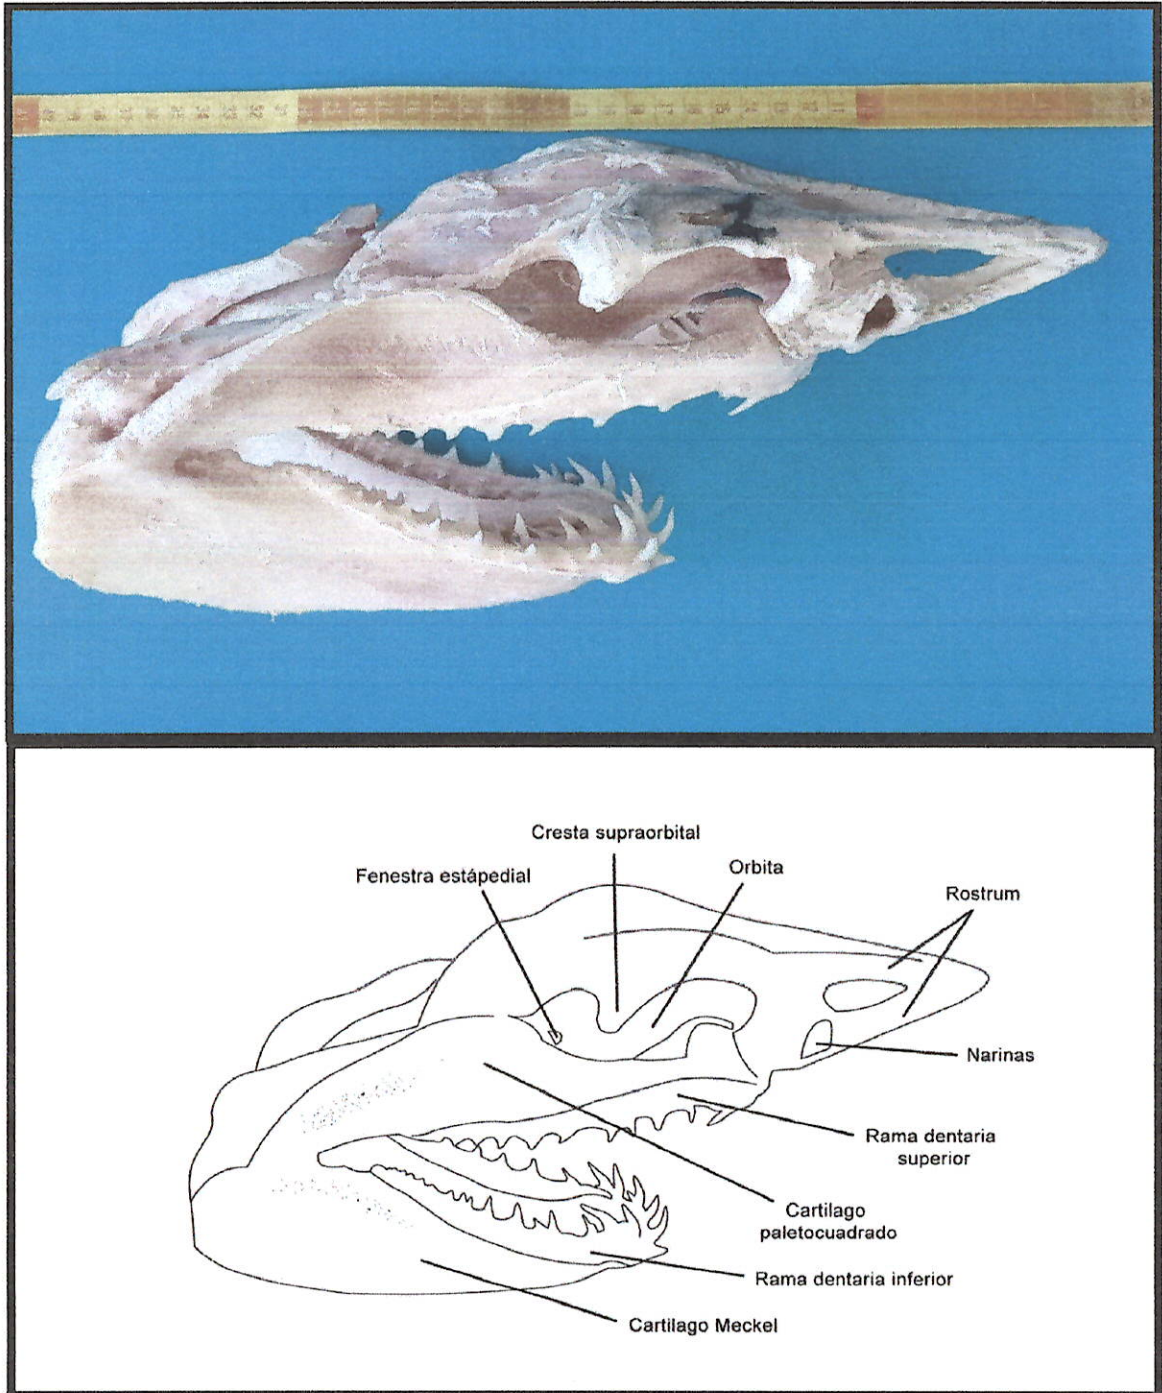 Cresta supraorbital
Fenestra estápedial
Orbita
Rostrum
Narinas
Rama dentaria
superior
Cartilago
paletocuadrado
Rama dentaria inferior
Cartilago Meckel